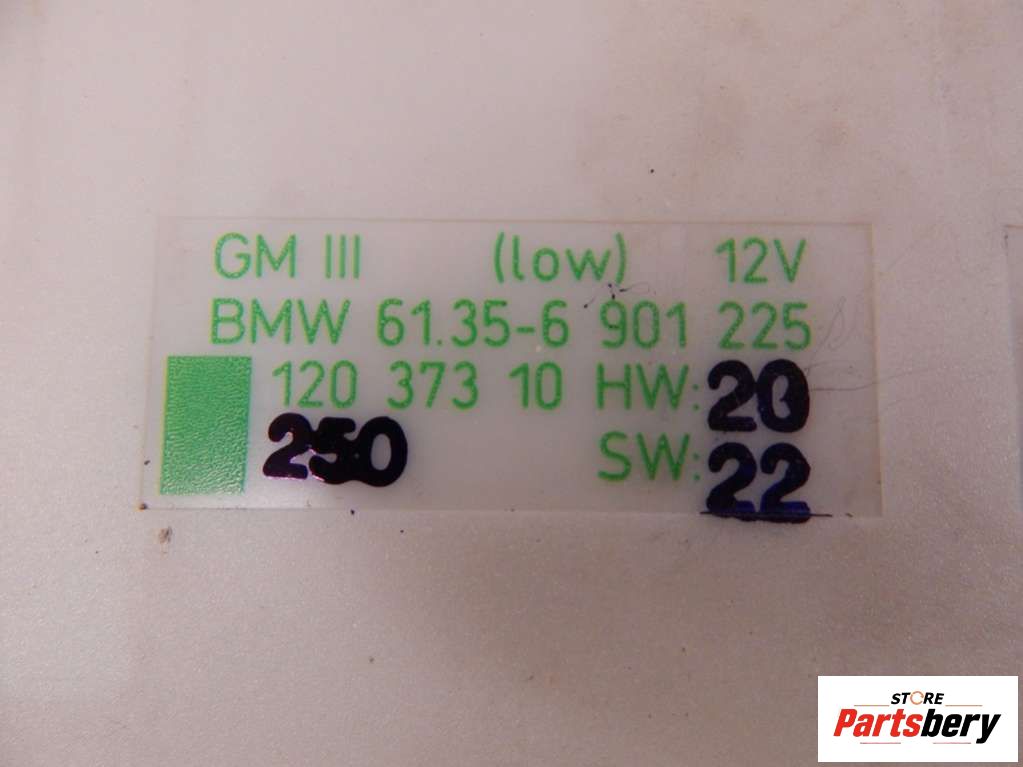 GM III (low) 12V
BMW 61.35-6 901 225
120 373 10 HW: 20
250 SW: 22
STORE
Partsbery